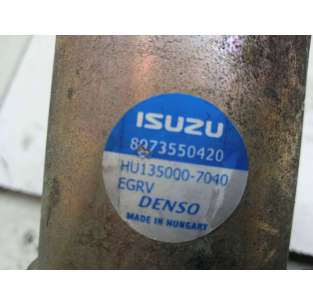 ISUZU
8973550420
HU135000-7040
EGRV
DENSO
MADE IN HUNGARY